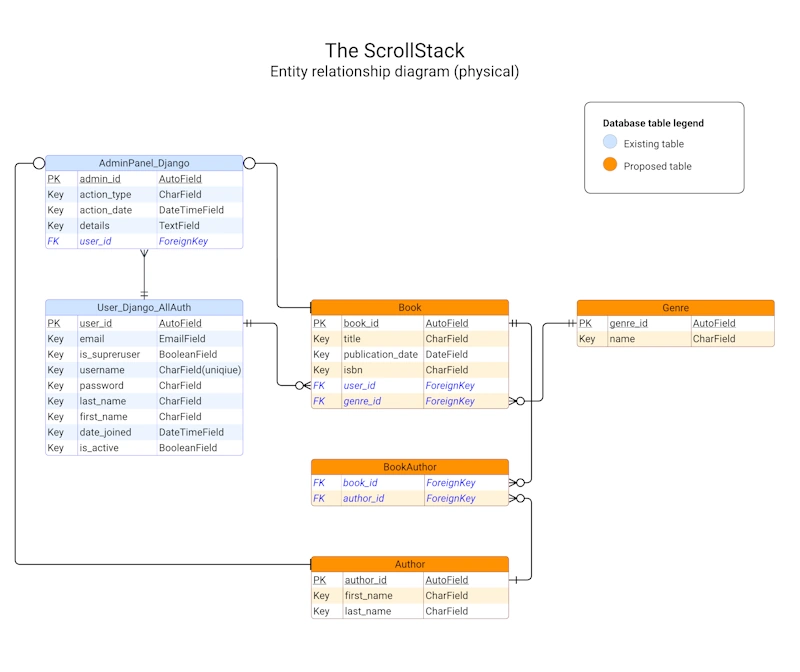 The ScrollStack
Entity relationship diagram (physical)
Database table legend
Existing table
Proposed table
AdminPanel_Django
PK admin_id AutoField
Key action_type CharField
Key action_date DateTimeField
Key details TextField
FK user_id ForeignKey
User_Django_AllAuth
PK user_id AutoField
Key email EmailField
Key is_supreruser BooleanField
Key username CharField(uniqiue)
Key password CharField
Key last_name CharField
Key first_name CharField
Key date_joined DateTimeField
Key is_active BooleanField
Book
PK book_id AutoField
Key title CharField
Key publication_date DateField
Key isbn CharField
FK user_id ForeignKey
FK genre_id ForeignKey
Genre
PK genre_id AutoField
Key name CharField
BookAuthor
FK book_id ForeignKey
FK author_id ForeignKey
Author
PK author_id AutoField
Key first_name CharField
Key last_name CharField